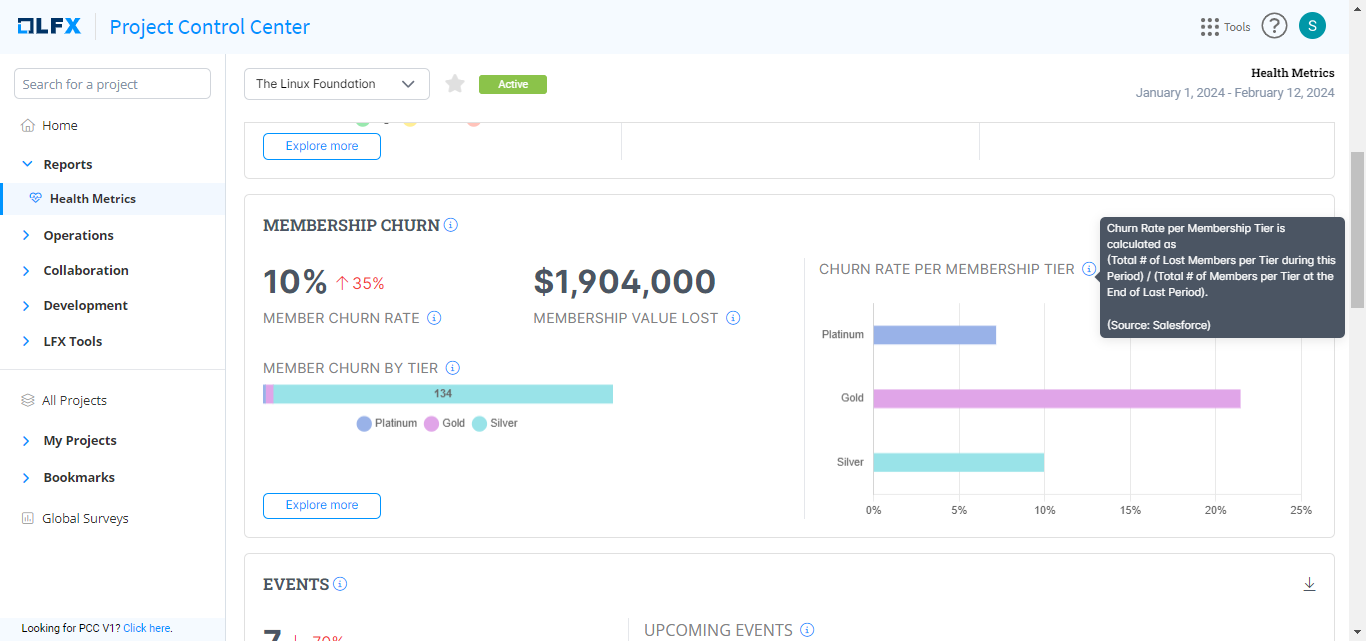 LFX
Project Control Center
Tools
?
S
Search for a project
Home
Reports
Health Metrics
Operations
Collaboration
Development
LFX Tools
All Projects
My Projects
Bookmarks
Global Surveys
Looking for PCC V1? Click here.
The Linux Foundation
Active
Health Metrics
January 1, 2024 - February 12, 2024
Explore more
MEMBERSHIP CHURN
10% ↑ 35%
MEMBER CHURN RATE
$1,904,000
MEMBERSHIP VALUE LOST
MEMBER CHURN BY TIER
134
Platinum Gold Silver
Explore more
CHURN RATE PER MEMBERSHIP TIER
Churn Rate per Membership Tier is
calculated as
(Total # of Lost Members per Tier during this
Period) / (Total # of Members per Tier at the
End of Last Period).
(Source: Salesforce)
Platinum
Gold
Silver
0% 5% 10% 15% 20% 25%
EVENTS
UPCOMING EVENTS